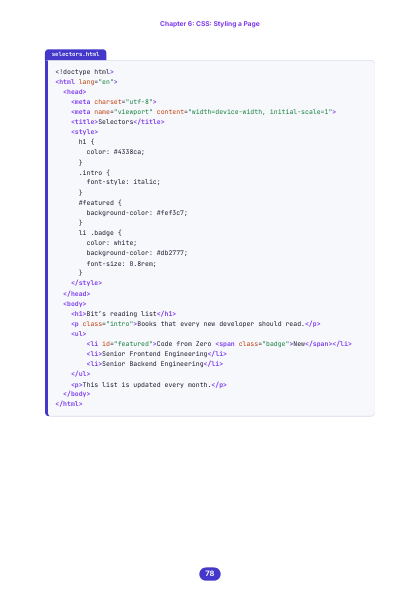 Chapter 6: CSS: Styling a Page
selectors.html
<!doctype html>
<html lang="en">
  <head>
    <meta charset="utf-8">
    <meta name="viewport" content="width=device-width, initial-scale=1">
    <title>Selectors</title>
    <style>
      h1 {
        color: #4338ca;
      }
      .intro {
        font-style: italic;
      }
      #featured {
        background-color: #fef3c7;
      }
      li .badge {
        color: white;
        background-color: #db2777;
        font-size: 0.8rem;
      }
    </style>
  </head>
  <body>
    <h1>Bit's reading list</h1>
    <p class="intro">Books that every new developer should read.</p>
    <ul>
        <li id="featured">Code from Zero <span class="badge">New</span></li>
        <li>Senior Frontend Engineering</li>
        <li>Senior Backend Engineering</li>
    </ul>
    <p>This list is updated every month.</p>
  </body>
</html>
78